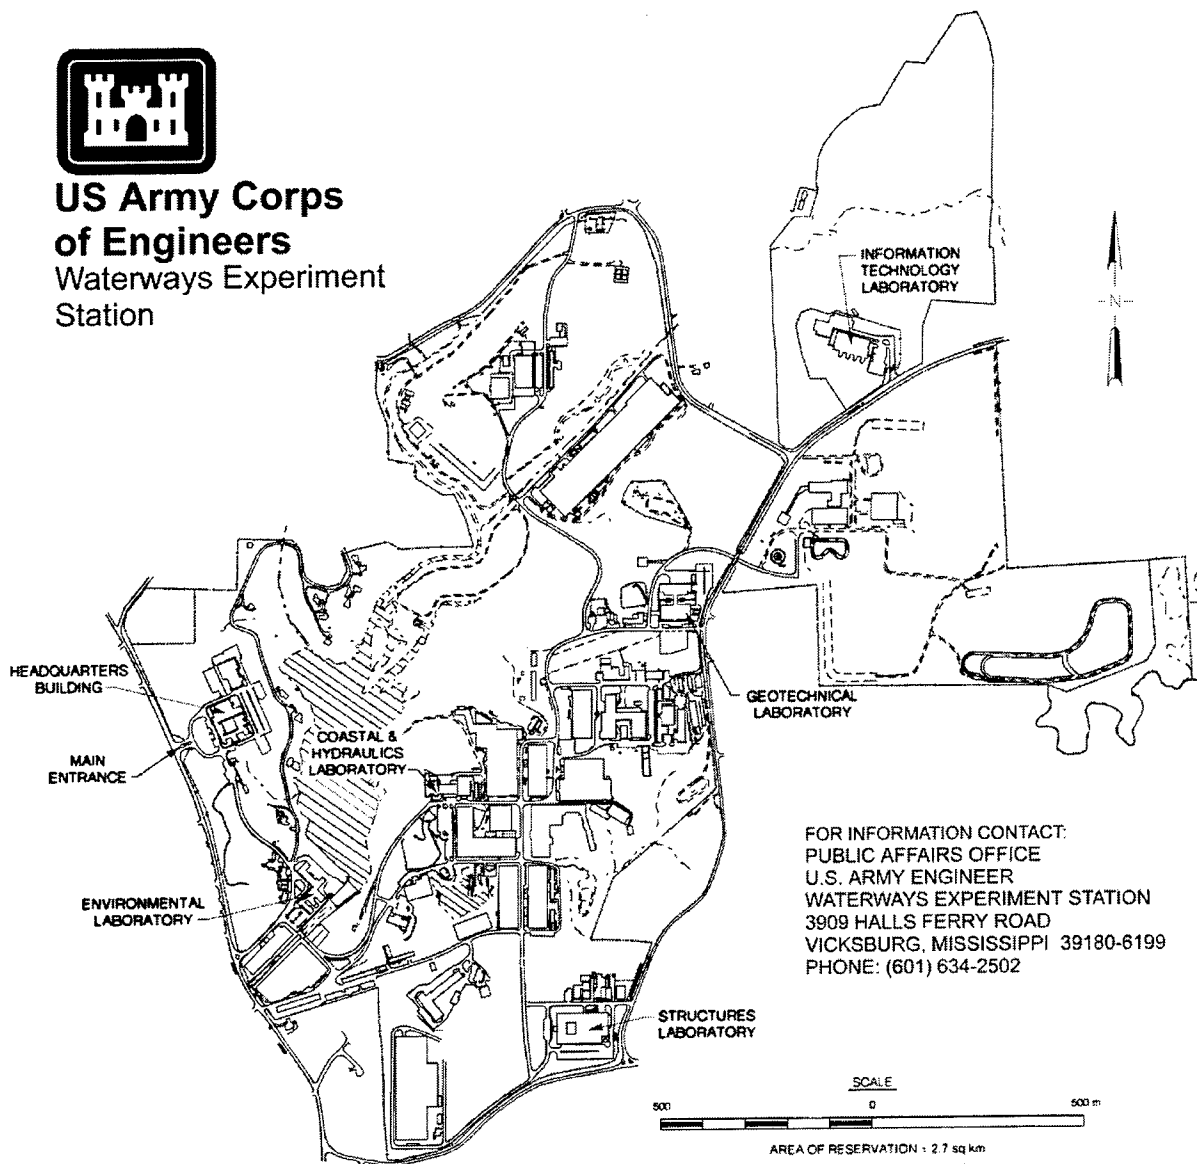 US Army Corps
of Engineers
Waterways Experiment
Station
INFORMATION
TECHNOLOGY
LABORATORY
N
HEADQUARTERS
BUILDING
MAIN
ENTRANCE
COASTAL &
HYDRAULICS
LABORATORY
GEOTECHNICAL
LABORATORY
ENVIRONMENTAL
LABORATORY
STRUCTURES
LABORATORY
FOR INFORMATION CONTACT:
PUBLIC AFFAIRS OFFICE
U.S. ARMY ENGINEER
WATERWAYS EXPERIMENT STATION
3909 HALLS FERRY ROAD
VICKSBURG, MISSISSIPPI 39180-6199
PHONE: (601) 634-2502
SCALE
500 0 500 m
AREA OF RESERVATION = 2.7 sq km